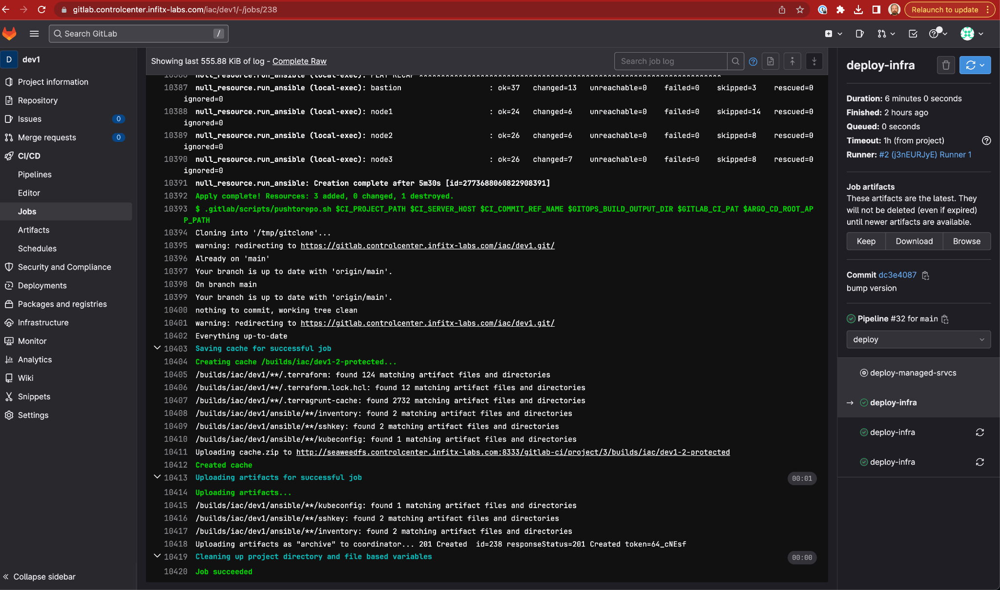 gitlab.controlcenter.infitx-labs.com/iac/dev1/-/jobs/238
Relaunch to update
Search GitLab
/
D dev1
Project information
Repository
Issues 0
Merge requests 0
CI/CD
Pipelines
Editor
Jobs
Artifacts
Schedules
Security and Compliance
Deployments
Packages and registries
Infrastructure
Monitor
Analytics
Wiki
Snippets
Settings
Collapse sidebar
Showing last 555.88 KiB of log - Complete Raw
Search job log
10386 null_resource.run_ansible (local-exec): PLAY RECAP
10387 null_resource.run_ansible (local-exec): bastion : ok=37 changed=13 unreachable=0 failed=0 skipped=3 rescued=0
ignored=0
10388 null_resource.run_ansible (local-exec): node1 : ok=24 changed=6 unreachable=0 failed=0 skipped=14 rescued=0
ignored=0
10389 null_resource.run_ansible (local-exec): node2 : ok=26 changed=6 unreachable=0 failed=0 skipped=8 rescued=0
ignored=0
10390 null_resource.run_ansible (local-exec): node3 : ok=26 changed=7 unreachable=0 failed=0 skipped=8 rescued=0
ignored=0
10391 null_resource.run_ansible: Creation complete after 5m30s [id=2773688060822908391]
10392 Apply complete! Resources: 3 added, 0 changed, 1 destroyed.
10393 $ .gitlab/scripts/pushtorepo.sh $CI_PROJECT_PATH $CI_SERVER_HOST $CI_COMMIT_REF_NAME $GITOPS_BUILD_OUTPUT_DIR $GITLAB_CI_PAT $ARGO_CD_ROOT_AP
P_PATH
10394 Cloning into '/tmp/gitclone'...
10395 warning: redirecting to https://gitlab.controlcenter.infitx-labs.com/iac/dev1.git/
10396 Already on 'main'
10397 Your branch is up to date with 'origin/main'.
10398 On branch main
10399 Your branch is up to date with 'origin/main'.
10400 nothing to commit, working tree clean
10401 warning: redirecting to https://gitlab.controlcenter.infitx-labs.com/iac/dev1.git/
10402 Everything up-to-date
10403 Saving cache for successful job
10404 Creating cache /builds/iac/dev1-2-protected...
10405 /builds/iac/dev1/**/.terraform: found 124 matching artifact files and directories
10406 /builds/iac/dev1/**/.terraform.lock.hcl: found 12 matching artifact files and directories
10407 /builds/iac/dev1/**/.terragrunt-cache: found 2732 matching artifact files and directories
10408 /builds/iac/dev1/ansible/**/inventory: found 2 matching artifact files and directories
10409 /builds/iac/dev1/ansible/**/sshkey: found 2 matching artifact files and directories
10410 /builds/iac/dev1/ansible/**/kubeconfig: found 1 matching artifact files and directories
10411 Uploading cache.zip to http://seaweedfs.controlcenter.infitx-labs.com:8333/gitlab-ci/project/3/builds/iac/dev1-2-protected
10412 Created cache
10413 Uploading artifacts for successful job 00:01
10414 Uploading artifacts...
10415 /builds/iac/dev1/ansible/**/kubeconfig: found 1 matching artifact files and directories
10416 /builds/iac/dev1/ansible/**/sshkey: found 2 matching artifact files and directories
10417 /builds/iac/dev1/ansible/**/inventory: found 2 matching artifact files and directories
10418 Uploading artifacts as "archive" to coordinator... 201 Created id=238 responseStatus=201 Created token=64_cNEsf
10419 Cleaning up project directory and file based variables 00:00
10420 Job succeeded
deploy-infra
Duration: 6 minutes 0 seconds
Finished: 2 hours ago
Queued: 0 seconds
Timeout: 1h (from project)
Runner: #2 (j3nEURJyE) Runner 1
Job artifacts
These artifacts are the latest. They
will not be deleted (even if expired)
until newer artifacts are available.
Keep Download Browse
Commit dc3e4087
bump version
Pipeline #32 for main
deploy
deploy-managed-srvcs
→ deploy-infra
deploy-infra
deploy-infra